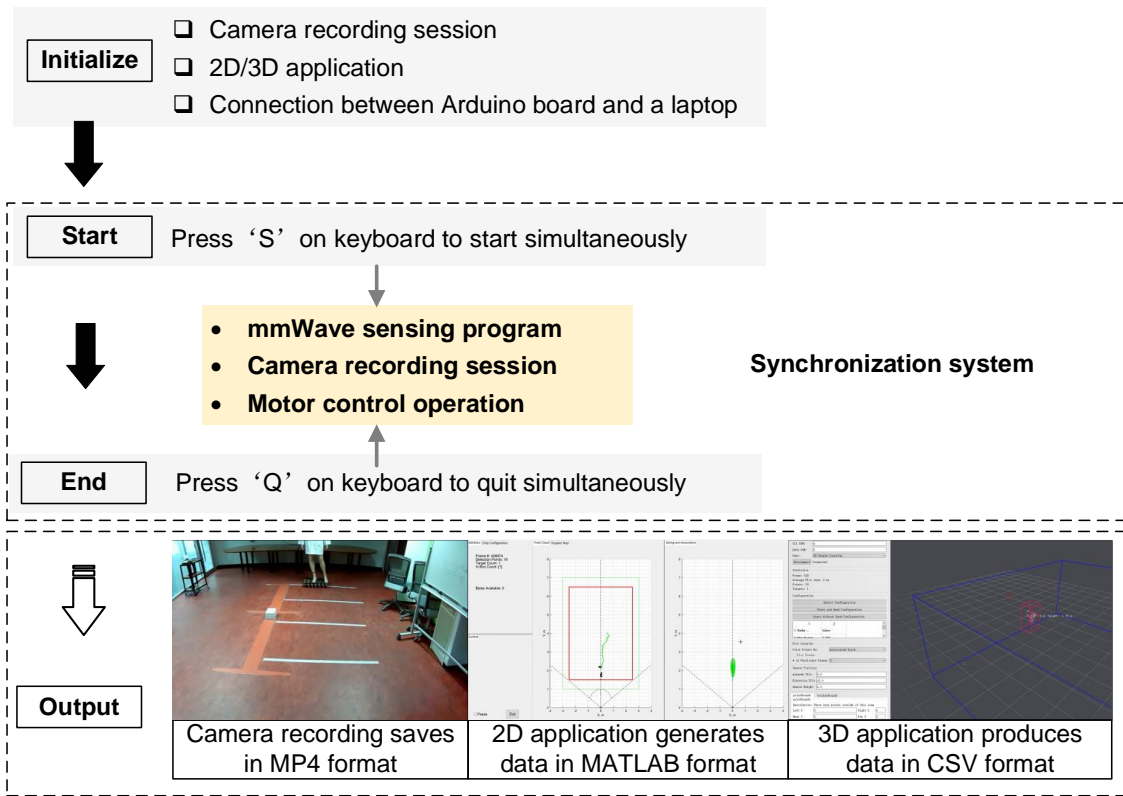 Initialize
❑ Camera recording session
❑ 2D/3D application
❑ Connection between Arduino board and a laptop
Start
Press ‘S’ on keyboard to start simultaneously
• mmWave sensing program
• Camera recording session
• Motor control operation
Synchronization system
End
Press ‘Q’ on keyboard to quit simultaneously
Output
Camera recording saves
in MP4 format
2D application generates
data in MATLAB format
3D application produces
data in CSV format